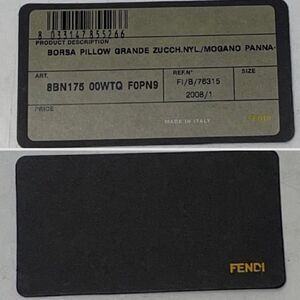 8 033147 855266
PRODUCT DESCRIPTION
BORSA PILLOW GRANDE ZUCCH.NYL./MOGANO PANNA-
ART. REF.N° SIZE
8BN175 00WTQ F0PN9 FI/B/76315
2008/1
PRICE
MADE IN ITALY FENDI
FENDI